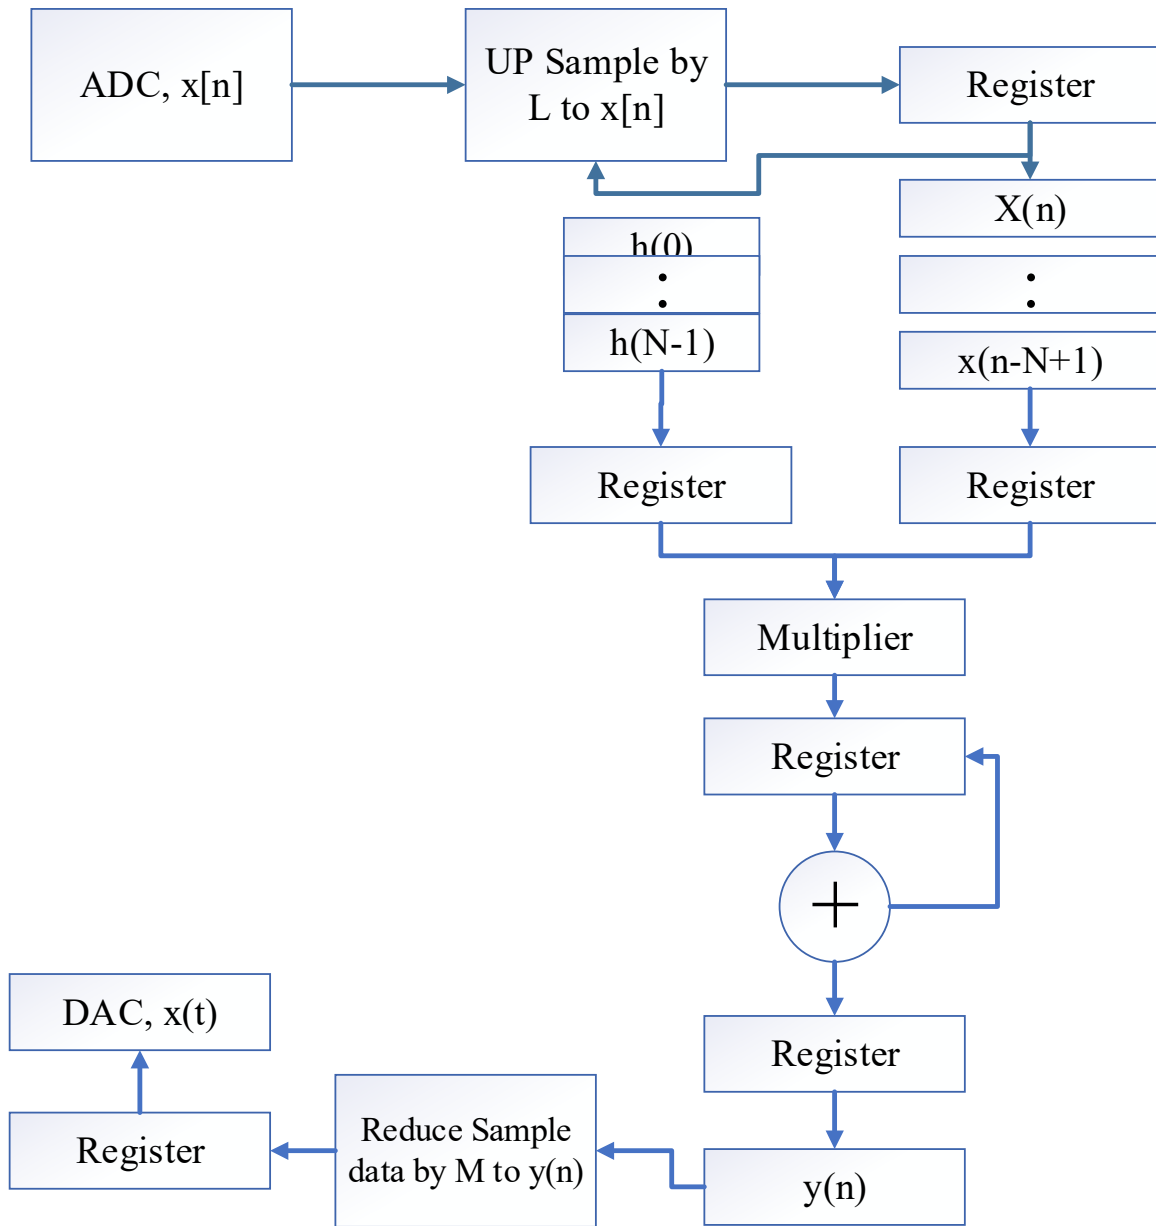 ADC, x[n]
UP Sample by
L to x[n]
Register
X(n)
:
x(n-N+1)
h(0)
:
h(N-1)
Register
Register
Multiplier
Register
+
Register
y(n)
Reduce Sample
data by M to y(n)
Register
DAC, x(t)